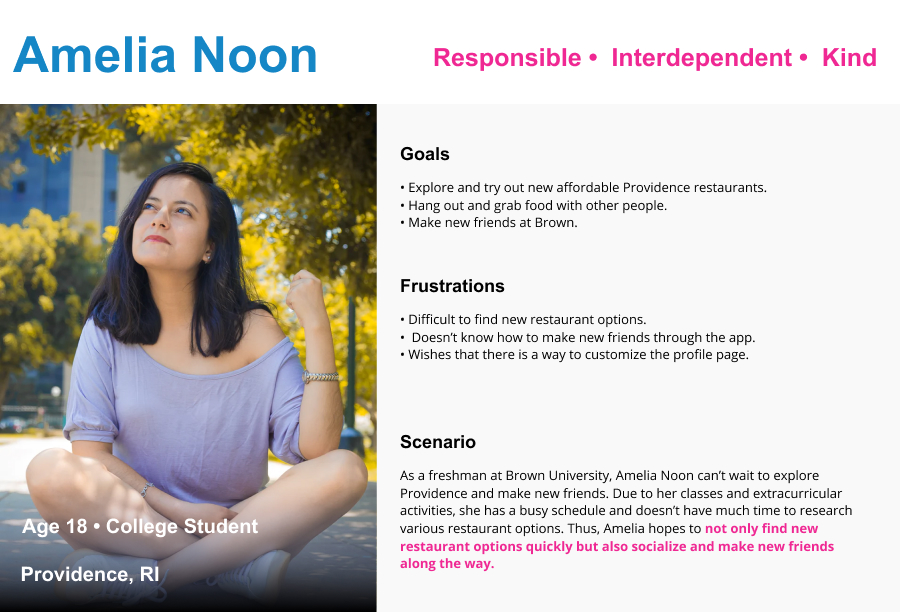 Amelia Noon
Responsible • Interdependent • Kind
Goals
• Explore and try out new affordable Providence restaurants.
• Hang out and grab food with other people.
• Make new friends at Brown.
Frustrations
• Difficult to find new restaurant options.
• Doesn't know how to make new friends through the app.
• Wishes that there is a way to customize the profile page.
Scenario
As a freshman at Brown University, Amelia Noon can't wait to explore
Providence and make new friends. Due to her classes and extracurricular
activities, she has a busy schedule and doesn't have much time to research
various restaurant options. Thus, Amelia hopes to not only find new
restaurant options quickly but also socialize and make new friends
along the way.
Age 18 • College Student
Providence, RI